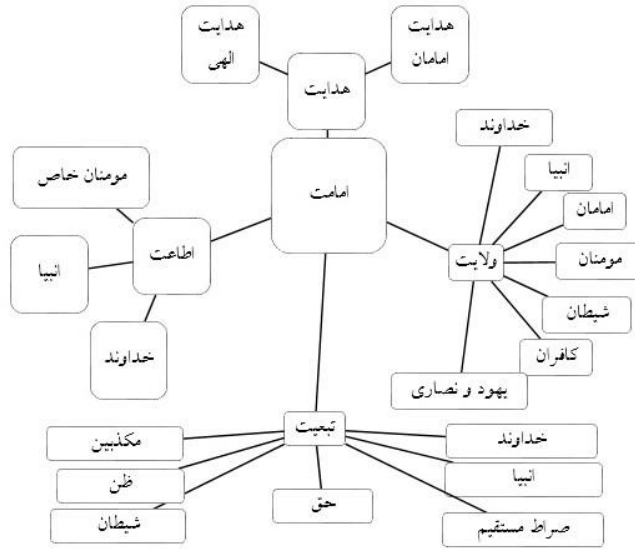 هدایت
امامان
هدایت
الهی
هدایت
خداوند
انبیا
امامان
مومنان
شیطان
کافران
یهود و نصاری
ولایت
امامت
مومنان خاص
اطاعت
انبیا
خداوند
تبعیت
خداوند
انبیا
صراط مستقیم
حق
مکذبین
ظن
شیطان